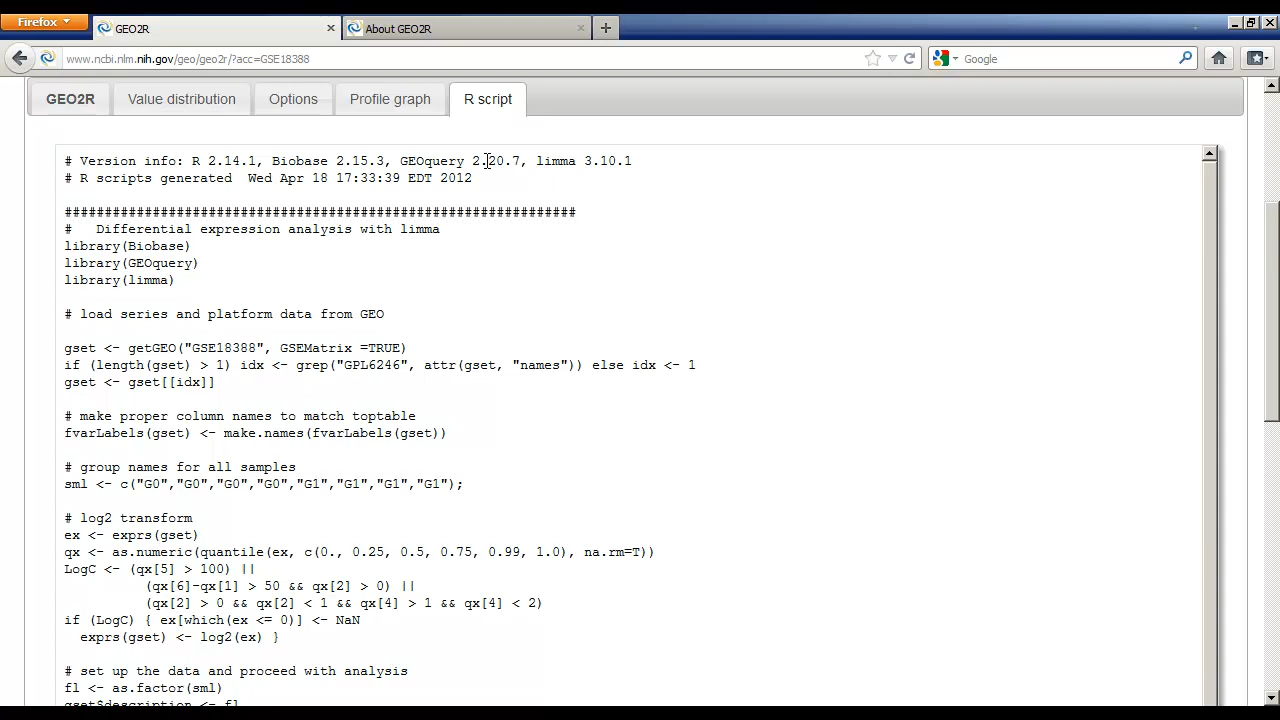 Firefox
GEO2R
About GEO2R
www.ncbi.nlm.nih.gov/geo/geo2r/?acc=GSE18388
Google
GEO2R
Value distribution
Options
Profile graph
R script
# Version info: R 2.14.1, Biobase 2.15.3, GEOquery 2.20.7, limma 3.10.1
# R scripts generated  Wed Apr 18 17:33:39 EDT 2012
################################################################
#   Differential expression analysis with limma
library(Biobase)
library(GEOquery)
library(limma)
# load series and platform data from GEO
gset <- getGEO("GSE18388", GSEMatrix =TRUE)
if (length(gset) > 1) idx <- grep("GPL6246", attr(gset, "names")) else idx <- 1
gset <- gset[[idx]]
# make proper column names to match toptable
fvarLabels(gset) <- make.names(fvarLabels(gset))
# group names for all samples
sml <- c("G0","G0","G0","G0","G1","G1","G1","G1");
# log2 transform
ex <- exprs(gset)
qx <- as.numeric(quantile(ex, c(0., 0.25, 0.5, 0.75, 0.99, 1.0), na.rm=T))
LogC <- (qx[5] > 100) ||
          (qx[6]-qx[1] > 50 && qx[2] > 0) ||
          (qx[2] > 0 && qx[2] < 1 && qx[4] > 1 && qx[4] < 2)
if (LogC) { ex[which(ex <= 0)] <- NaN
  exprs(gset) <- log2(ex) }
# set up the data and proceed with analysis
fl <- as.factor(sml)
gset$description <- fl